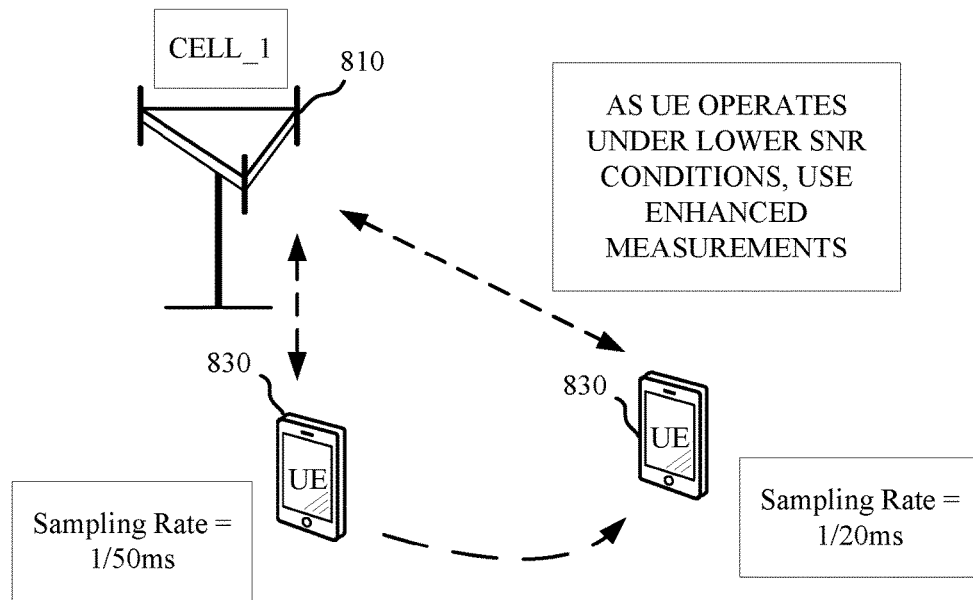 CELL_1
810
AS UE OPERATES
UNDER LOWER SNR
CONDITIONS, USE
ENHANCED
MEASUREMENTS
830
UE
830
UE
Sampling Rate =
1/50ms
Sampling Rate =
1/20ms